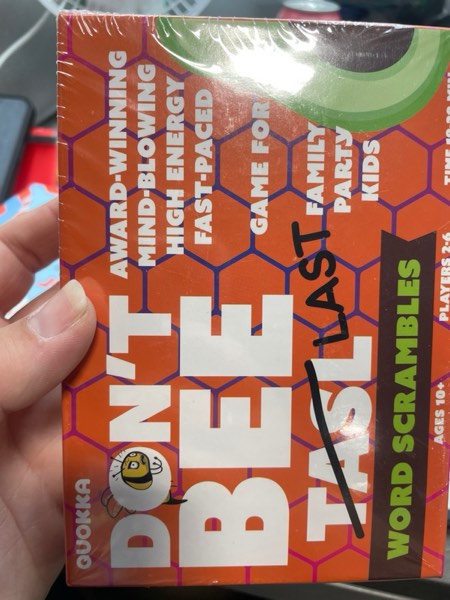 QUOKKA
DON'T
BEE
TASL LAST
WORD SCRAMBLES
AWARD-WINNING
MIND-BLOWING
HIGH ENERGY
FAST-PACED
GAME FOR
FAMILY
PARTY
KIDS
AGES 10+
PLAYERS 2-6